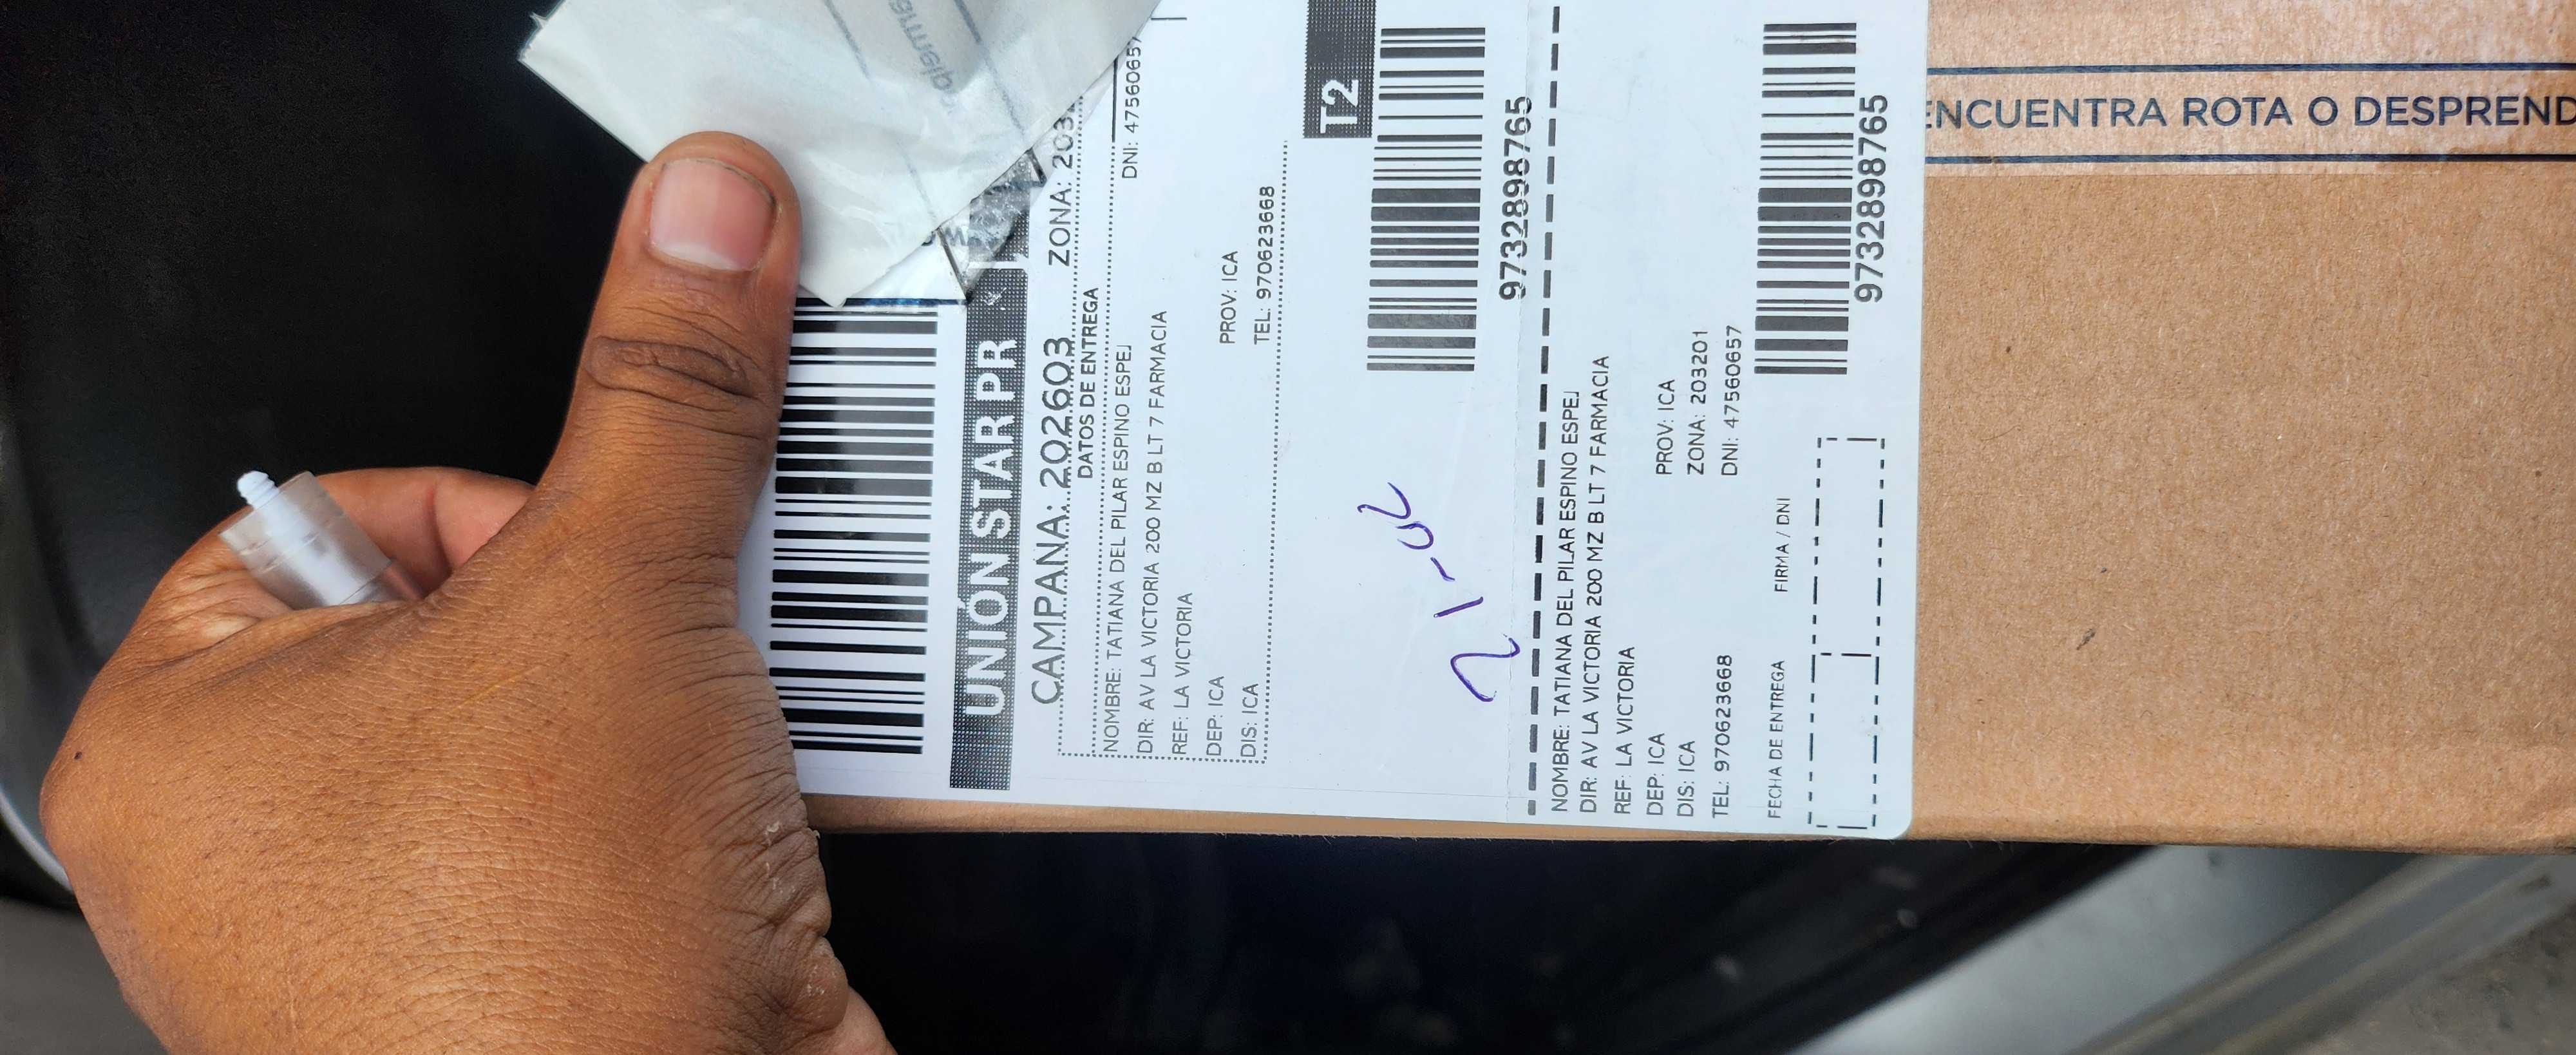 UNIÓN STAR PR
CAMPANA: 202603 ZONA: 203
DATOS DE ENTREGA
NOMBRE: TATIANA DEL PILAR ESPINO ESPEJ DNI: 47560657
DIR: AV LA VICTORIA 200 MZ B LT 7 FARMACIA
REF: LA VICTORIA
DEP: ICA PROV: ICA
DIS: ICA TEL: 970623668
T2
9732898765
NOMBRE: TATIANA DEL PILAR ESPINO ESPEJ
DIR: AV LA VICTORIA 200 MZ B LT 7 FARMACIA
REF: LA VICTORIA
DEP: ICA PROV: ICA
DIS: ICA ZONA: 203201
TEL: 970623668 DNI: 47560657
FECHA DE ENTREGA FIRMA / DNI
9732898765
ENCUENTRA ROTA O DESPREND